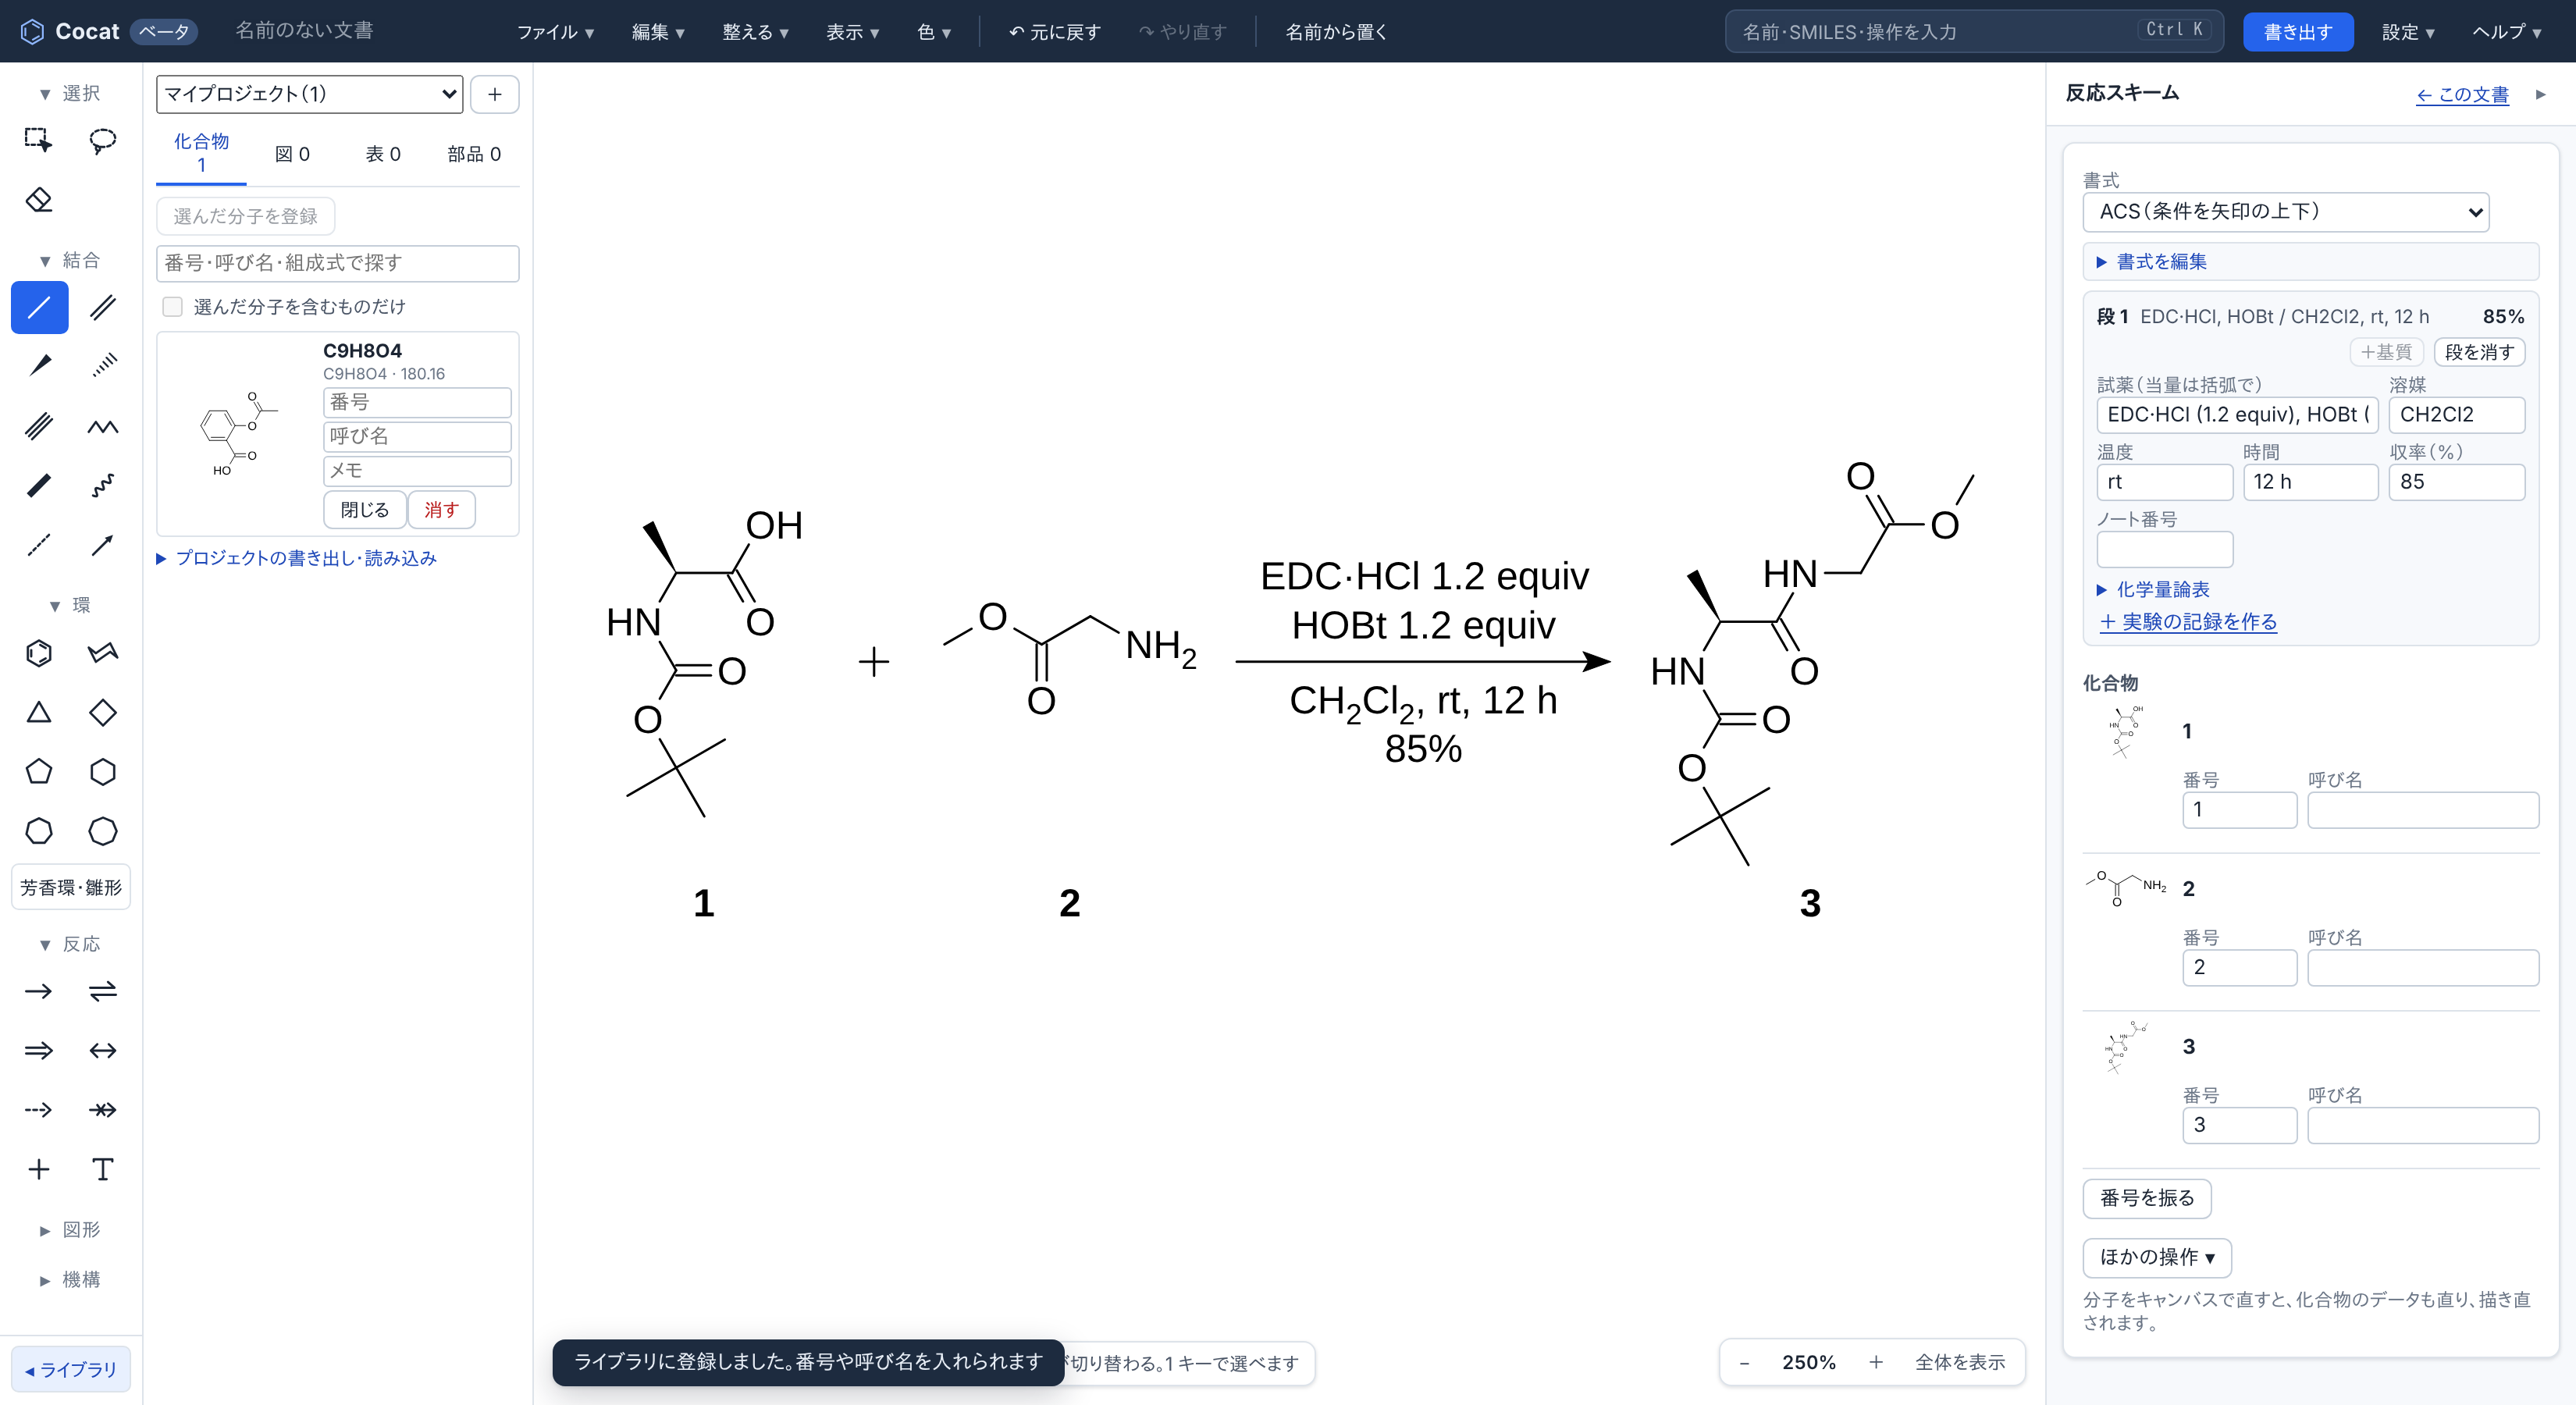 Cocat ベータ 名前のない文書 ファイル ▼ 編集 ▼ 整える ▼ 表示 ▼ 色 ▼ ↶ 元に戻す ↷ やり直す 名前から置く 名前・SMILES・操作を入力 Ctrl K 書き出す 設定 ▼ ヘルプ ▼
▼ 選択
▼ 結合
▼ 環
芳香環・雛形
▼ 反応
T
▶ 図形
▶ 機構
◂ ライブラリ
マイプロジェクト（1） ＋
化合物 図 0 表 0 部品 0
1
選んだ分子を登録
番号・呼び名・組成式で探す
選んだ分子を含むものだけ
C9H8O4
C9H8O4 · 180.16
番号
呼び名
メモ
閉じる 消す
O
O
O
HO
▶ プロジェクトの書き出し・読み込み
OH
HN
O
O
O
1
+
O
NH2
O
2
EDC·HCl 1.2 equiv
HOBt 1.2 equiv
CH2Cl2, rt, 12 h
85%
O
O
HN
O
HN
O
O
3
ライブラリに登録しました。番号や呼び名を入れられます
切り替わる。1 キーで選べます
− 250% + 全体を表示
反応スキーム ← この文書 ▸
書式
ACS（条件を矢印の上下）
▶ 書式を編集
段 1 EDC·HCl, HOBt / CH2Cl2, rt, 12 h 85%
＋基質 段を消す
試薬（当量は括弧で） 溶媒
EDC·HCl (1.2 equiv), HOBt ( CH2Cl2
温度 時間 収率（%）
rt 12 h 85
ノート番号
▶ 化学量論表
＋ 実験の記録を作る
化合物
OH
HN
O
O
O
1
番号 呼び名
1
O
NH2
O
2
番号 呼び名
2
O
O
HN
O
HN
O
O
3
番号 呼び名
3
番号を振る
ほかの操作 ▾
分子をキャンバスで直すと、化合物のデータも直り、描き直
されます。